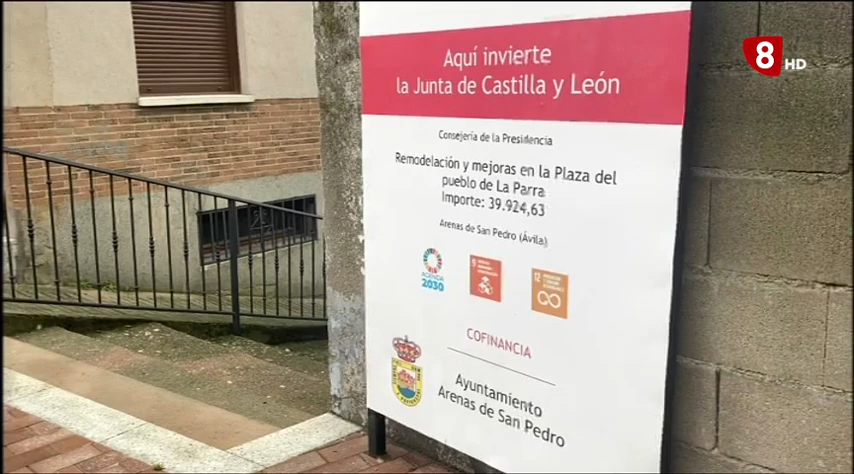 8 HD
Aquí invierte
la Junta de Castilla y León
Consejería de la Presidencia
Remodelación y mejoras en la Plaza del
pueblo de La Parra
Importe: 39.924,63
Arenas de San Pedro (Ávila)
AGENDA
2030
9
12
COFINANCIA
Ayuntamiento
Arenas de San Pedro